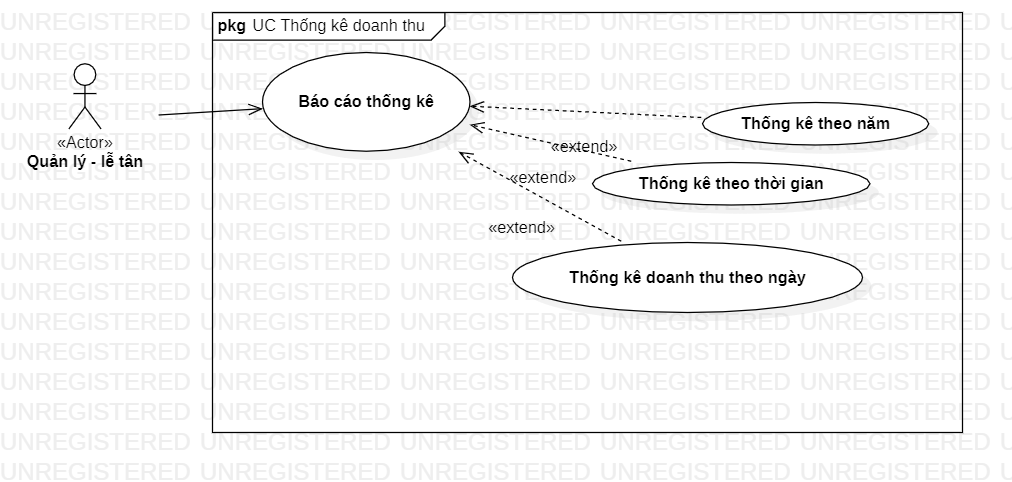 UNREGISTERED
pkg UC Thống kê doanh thu
Báo cáo thống kê
«Actor»
Quản lý - lễ tân
Thống kê theo năm
«extend»
Thống kê theo thời gian
«extend»
«extend»
Thống kê doanh thu theo ngày